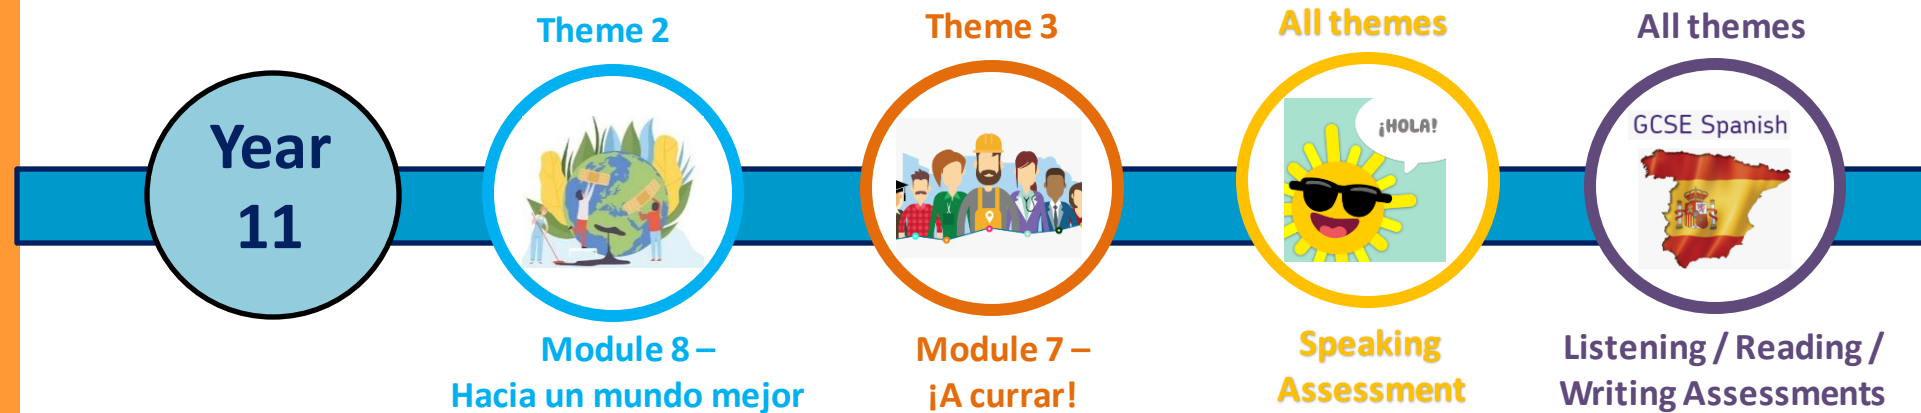 Theme 2
Theme 3
All themes
All themes
Year
11
¡HOLA!
GCSE Spanish
Module 8 –
Hacia un mundo mejor
Module 7 –
¡A currar!
Speaking
Assessment
Listening / Reading /
Writing Assessments